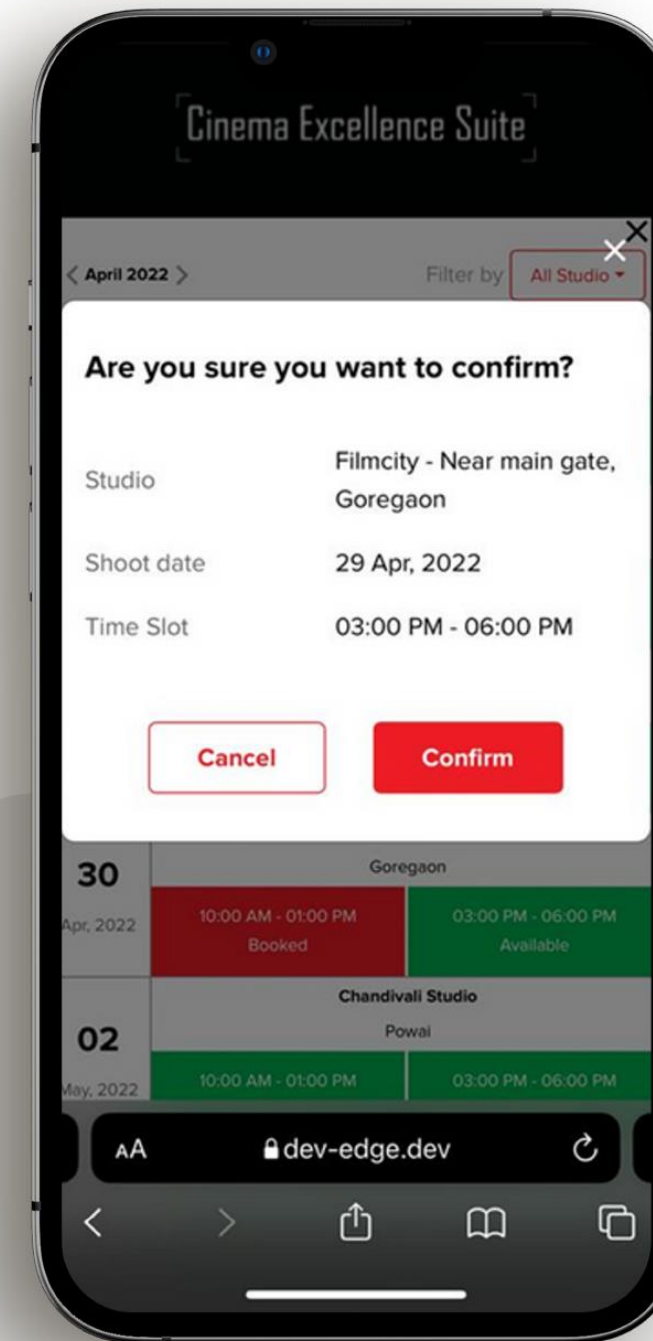 Cinema Excellence Suite
April 2022
Filter by All Studio
Are you sure you want to confirm?
Studio
Filmcity - Near main gate,
Goregaon
Shoot date
29 Apr, 2022
Time Slot
03:00 PM - 06:00 PM
Cancel
Confirm
30
Apr, 2022
Goregaon
10:00 AM - 01:00 PM
Booked
03:00 PM - 06:00 PM
Available
02
May, 2022
Chandivali Studio
Powai
10:00 AM - 01:00 PM
03:00 PM - 06:00 PM
AA
dev-edge.dev